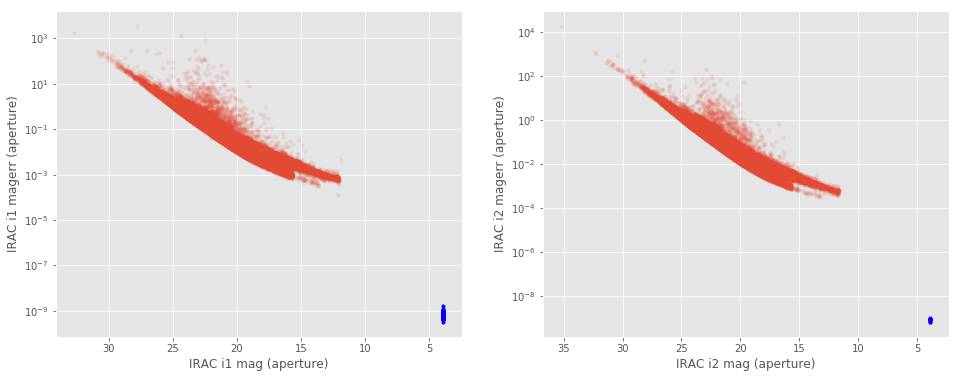 10³
10¹
10⁻¹
10⁻³
10⁻⁵
10⁻⁷
10⁻⁹
IRAC i1 magerr (aperture)
30 25 20 15 10 5
IRAC i1 mag (aperture)
10⁴
10²
10⁰
10⁻²
10⁻⁴
10⁻⁶
10⁻⁸
IRAC i2 magerr (aperture)
35 30 25 20 15 10 5
IRAC i2 mag (aperture)